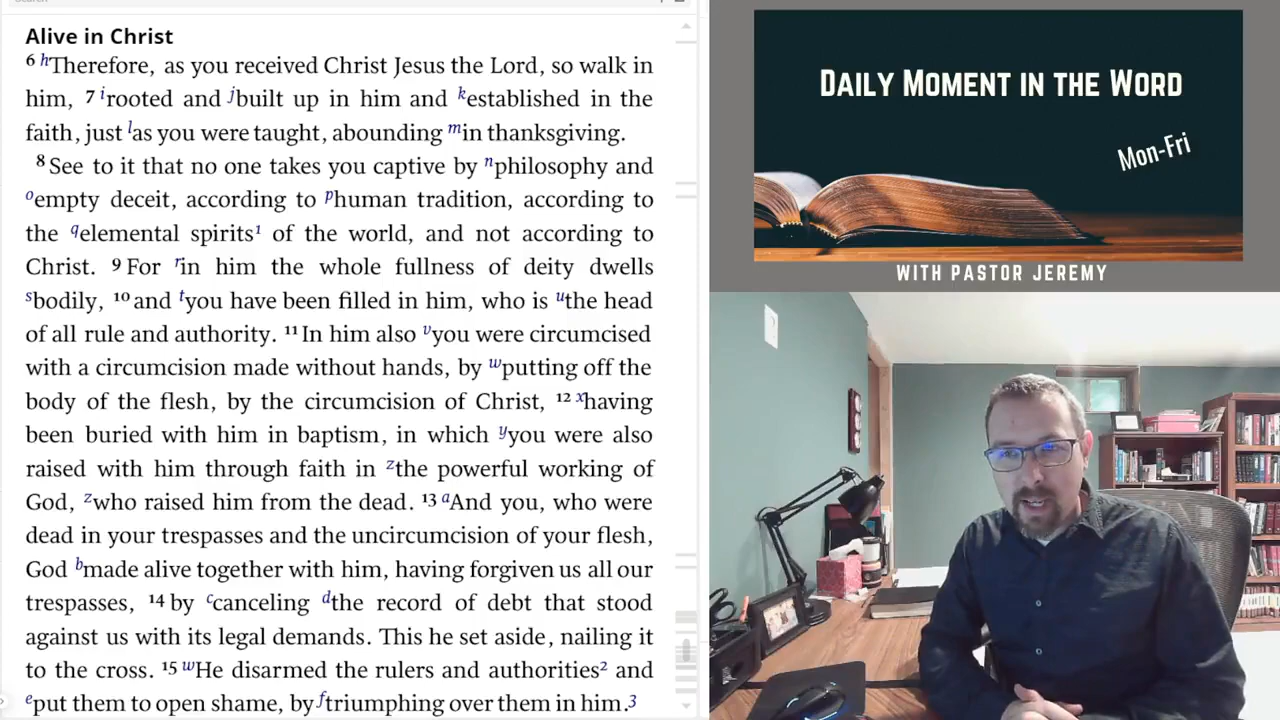 Alive in Christ
6 hTherefore, as you received Christ Jesus the Lord, so walk in
him, 7 irooted and jbuilt up in him and kestablished in the
faith, just las you were taught, abounding min thanksgiving.
8 See to it that no one takes you captive by nphilosophy and
oempty deceit, according to phuman tradition, according to
the qelemental spirits1 of the world, and not according to
Christ. 9 For rin him the whole fullness of deity dwells
sbodily, 10 and tyou have been filled in him, who is uthe head
of all rule and authority. 11 In him also vyou were circumcised
with a circumcision made without hands, by wputting off the
body of the flesh, by the circumcision of Christ, 12 xhaving
been buried with him in baptism, in which yyou were also
raised with him through faith in zthe powerful working of
God, zwho raised him from the dead. 13 aAnd you, who were
dead in your trespasses and the uncircumcision of your flesh,
God bmade alive together with him, having forgiven us all our
trespasses, 14 by ccanceling dthe record of debt that stood
against us with its legal demands. This he set aside, nailing it
to the cross. 15 wHe disarmed the rulers and authorities2 and
eput them to open shame, by ftriumphing over them in him.3
DAILY MOMENT IN THE WORD
Mon-Fri
WITH PASTOR JEREMY